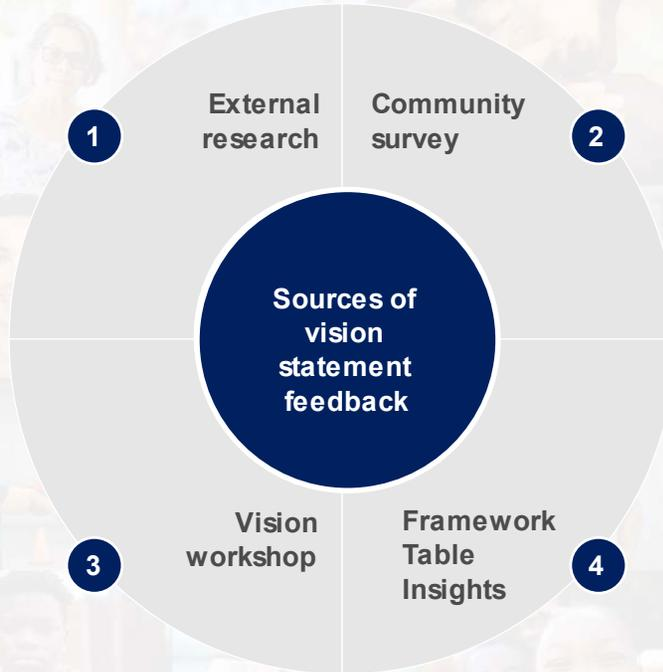 1
External
research
Community
survey
2
Sources of
vision
statement
feedback
3
Vision
workshop
Framework
Table
Insights
4